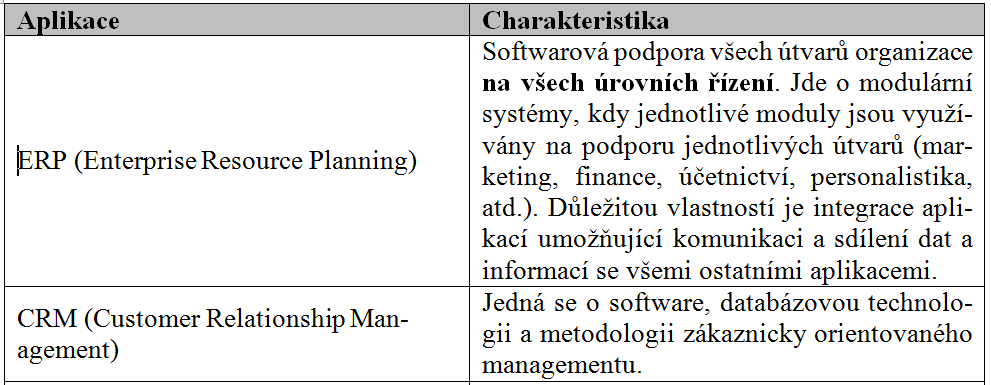 Aplikace
Charakteristika
ERP (Enterprise Resource Planning)
Softwarová podpora všech útvarů organizace
na všech úrovních řízení. Jde o modulární
systémy, kdy jednotlivé moduly jsou využí-
vány na podporu jednotlivých útvarů (mar-
keting, finance, účetnictví, personalistika,
atd.). Důležitou vlastností je integrace apli-
kací umožňující komunikaci a sdílení dat a
informací se všemi ostatními aplikacemi.
CRM (Customer Relationship Man-
agement)
Jedná se o software, databázovou technolo-
gii a metodologii zákaznicky orientovaného
managementu.